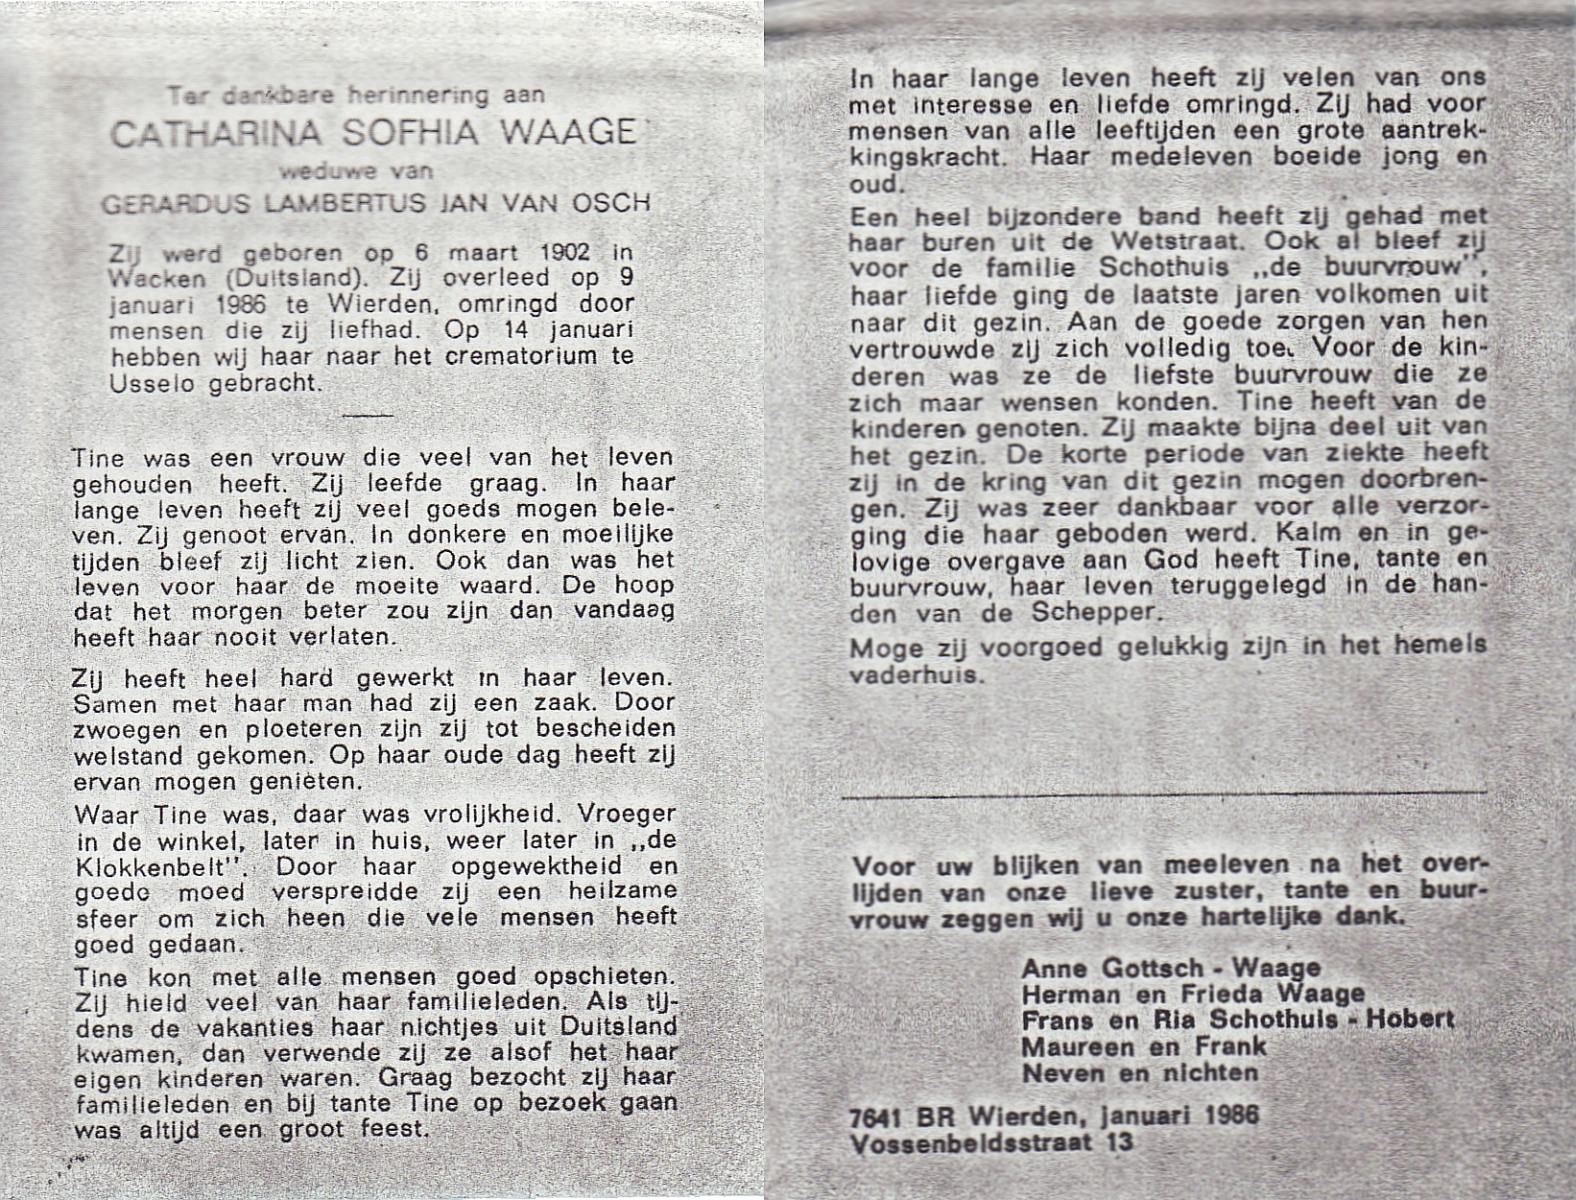 Ter dankbare herinnering aan
CATHARINA SOFHIA WAAGE
weduwe van
GERARDUS LAMBERTUS JAN VAN OSCH
Zij werd geboren op 6 maart 1902 in
Wacken (Duitsland). Zij overleed op 9
januari 1986 te Wierden, omringd door
mensen die zij liefhad. Op 14 januari
hebben wij haar naar het crematorium te
Usselo gebracht.
Tine was een vrouw die veel van het leven
gehouden heeft. Zij leefde graag. In haar
lange leven heeft zij veel goeds mogen bele-
ven. Zij genoot ervan. In donkere en moeilijke
tijden bleef zij licht zien. Ook dan was het
leven voor haar de moeite waard. De hoop
dat het morgen beter zou zijn dan vandaag
heeft haar nooit verlaten.
Zij heeft heel hard gewerkt in haar leven.
Samen met haar man had zij een zaak. Door
zwoegen en ploeteren zijn zij tot bescheiden
welstand gekomen. Op haar oude dag heeft zij
ervan mogen genieten.
Waar Tine was, daar was vrolijkheid. Vroeger
in de winkel, later in huis, weer later in „de
Klokkenbelt". Door haar opgewektheid en
goede moed verspreidde zij een heilzame
sfeer om zich heen die vele mensen heeft
goed gedaan.
Tine kon met alle mensen goed opschieten.
Zij hield veel van haar familieleden. Als tij-
dens de vakanties haar nichtjes uit Duitsland
kwamen, dan verwende zij ze alsof het haar
eigen kinderen waren. Graag bezocht zij haar
familieleden en bij tante Tine op bezoek gaan
was altijd een groot feest.
In haar lange leven heeft zij velen van ons
met interesse en liefde omringd. Zij had voor
mensen van alle leeftijden een grote aantrek-
kingskracht. Haar medeleven boeide jong en
oud.
Een heel bijzondere band heeft zij gehad met
haar buren uit de Wetstraat. Ook al bleef zij
voor de familie Schothuis „de buurvrouw",
haar liefde ging de laatste jaren volkomen uit
naar dit gezin. Aan de goede zorgen van hen
vertrouwde zij zich volledig toe. Voor de kin-
deren was ze de liefste buurvrouw die ze
zich maar wensen konden. Tine heeft van de
kinderen genoten. Zij maakte bijna deel uit van
het gezin. De korte periode van ziekte heeft
zij in de kring van dit gezin mogen doorbren-
gen. Zij was zeer dankbaar voor alle verzor-
ging die haar geboden werd. Kalm en in ge-
lovige overgave aan God heeft Tine, tante en
buurvrouw, haar leven teruggelegd in de han-
den van de Schepper.
Moge zij voorgoed gelukkig zijn in het hemels
vaderhuis.
Voor uw blijken van meeleven na het over-
lijden van onze lieve zuster, tante en buur-
vrouw zeggen wij u onze hartelijke dank.
Anne Gottsch - Waage
Herman en Frieda Waage
Frans en Ria Schothuis - Hobert
Maureen en Frank
Neven en nichten
7641 BR Wierden, januari 1986
Vossenbeldsstraat 13